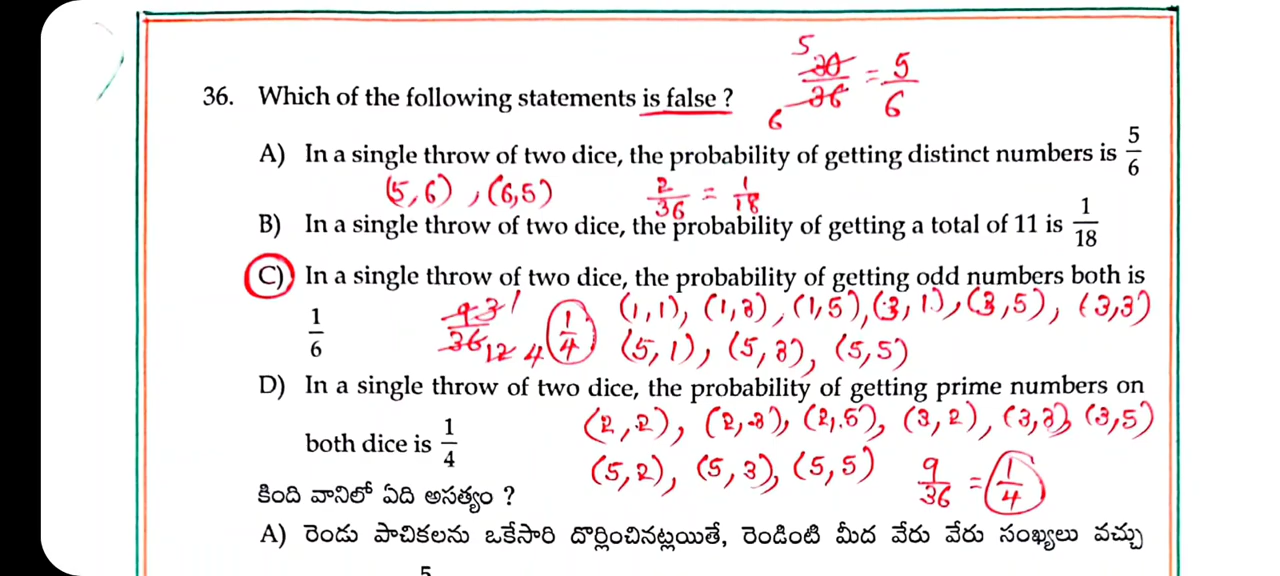 5
30/36 = 5/6
6
36. Which of the following statements is false ?
A) In a single throw of two dice, the probability of getting distinct numbers is 5/6
(5,6) , (6,5) 2/36 = 1/18
B) In a single throw of two dice, the probability of getting a total of 11 is 1/18
C) In a single throw of two dice, the probability of getting odd numbers both is
1/6
9 3 1
36 12 4
1/4
(1,1), (1,3), (1,5), (3,1), (3,5), (3,3)
(5,1), (5,3), (5,5)
D) In a single throw of two dice, the probability of getting prime numbers on
both dice is 1/4
(2,2), (2,3), (2,5), (3,2), (3,3), (3,5)
(5,2), (5,3), (5,5) 9/36 = 1/4
కింది వానిలో ఏది అసత్యం ?
A) రెండు పాచికలను ఒకేసారి దొర్లించినట్లయితే, రెండింటి మీద వేరు వేరు సంఖ్యలు వచ్చు
5